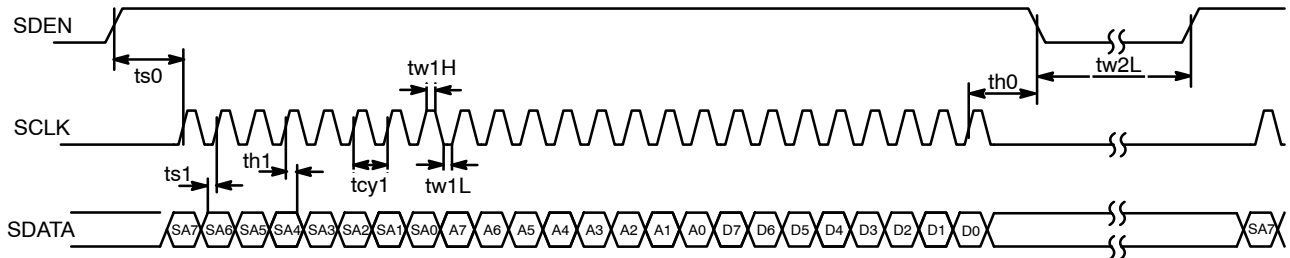 SDEN
ts0
tw1H
th0
tw2L
SCLK
ts1
th1
tcy1
tw1L
SDATA
SA7 SA6 SA5 SA4 SA3 SA2 SA1 SA0 A7 A6 A5 A4 A3 A2 A1 A0 D7 D6 D5 D4 D3 D2 D1 D0 SA7